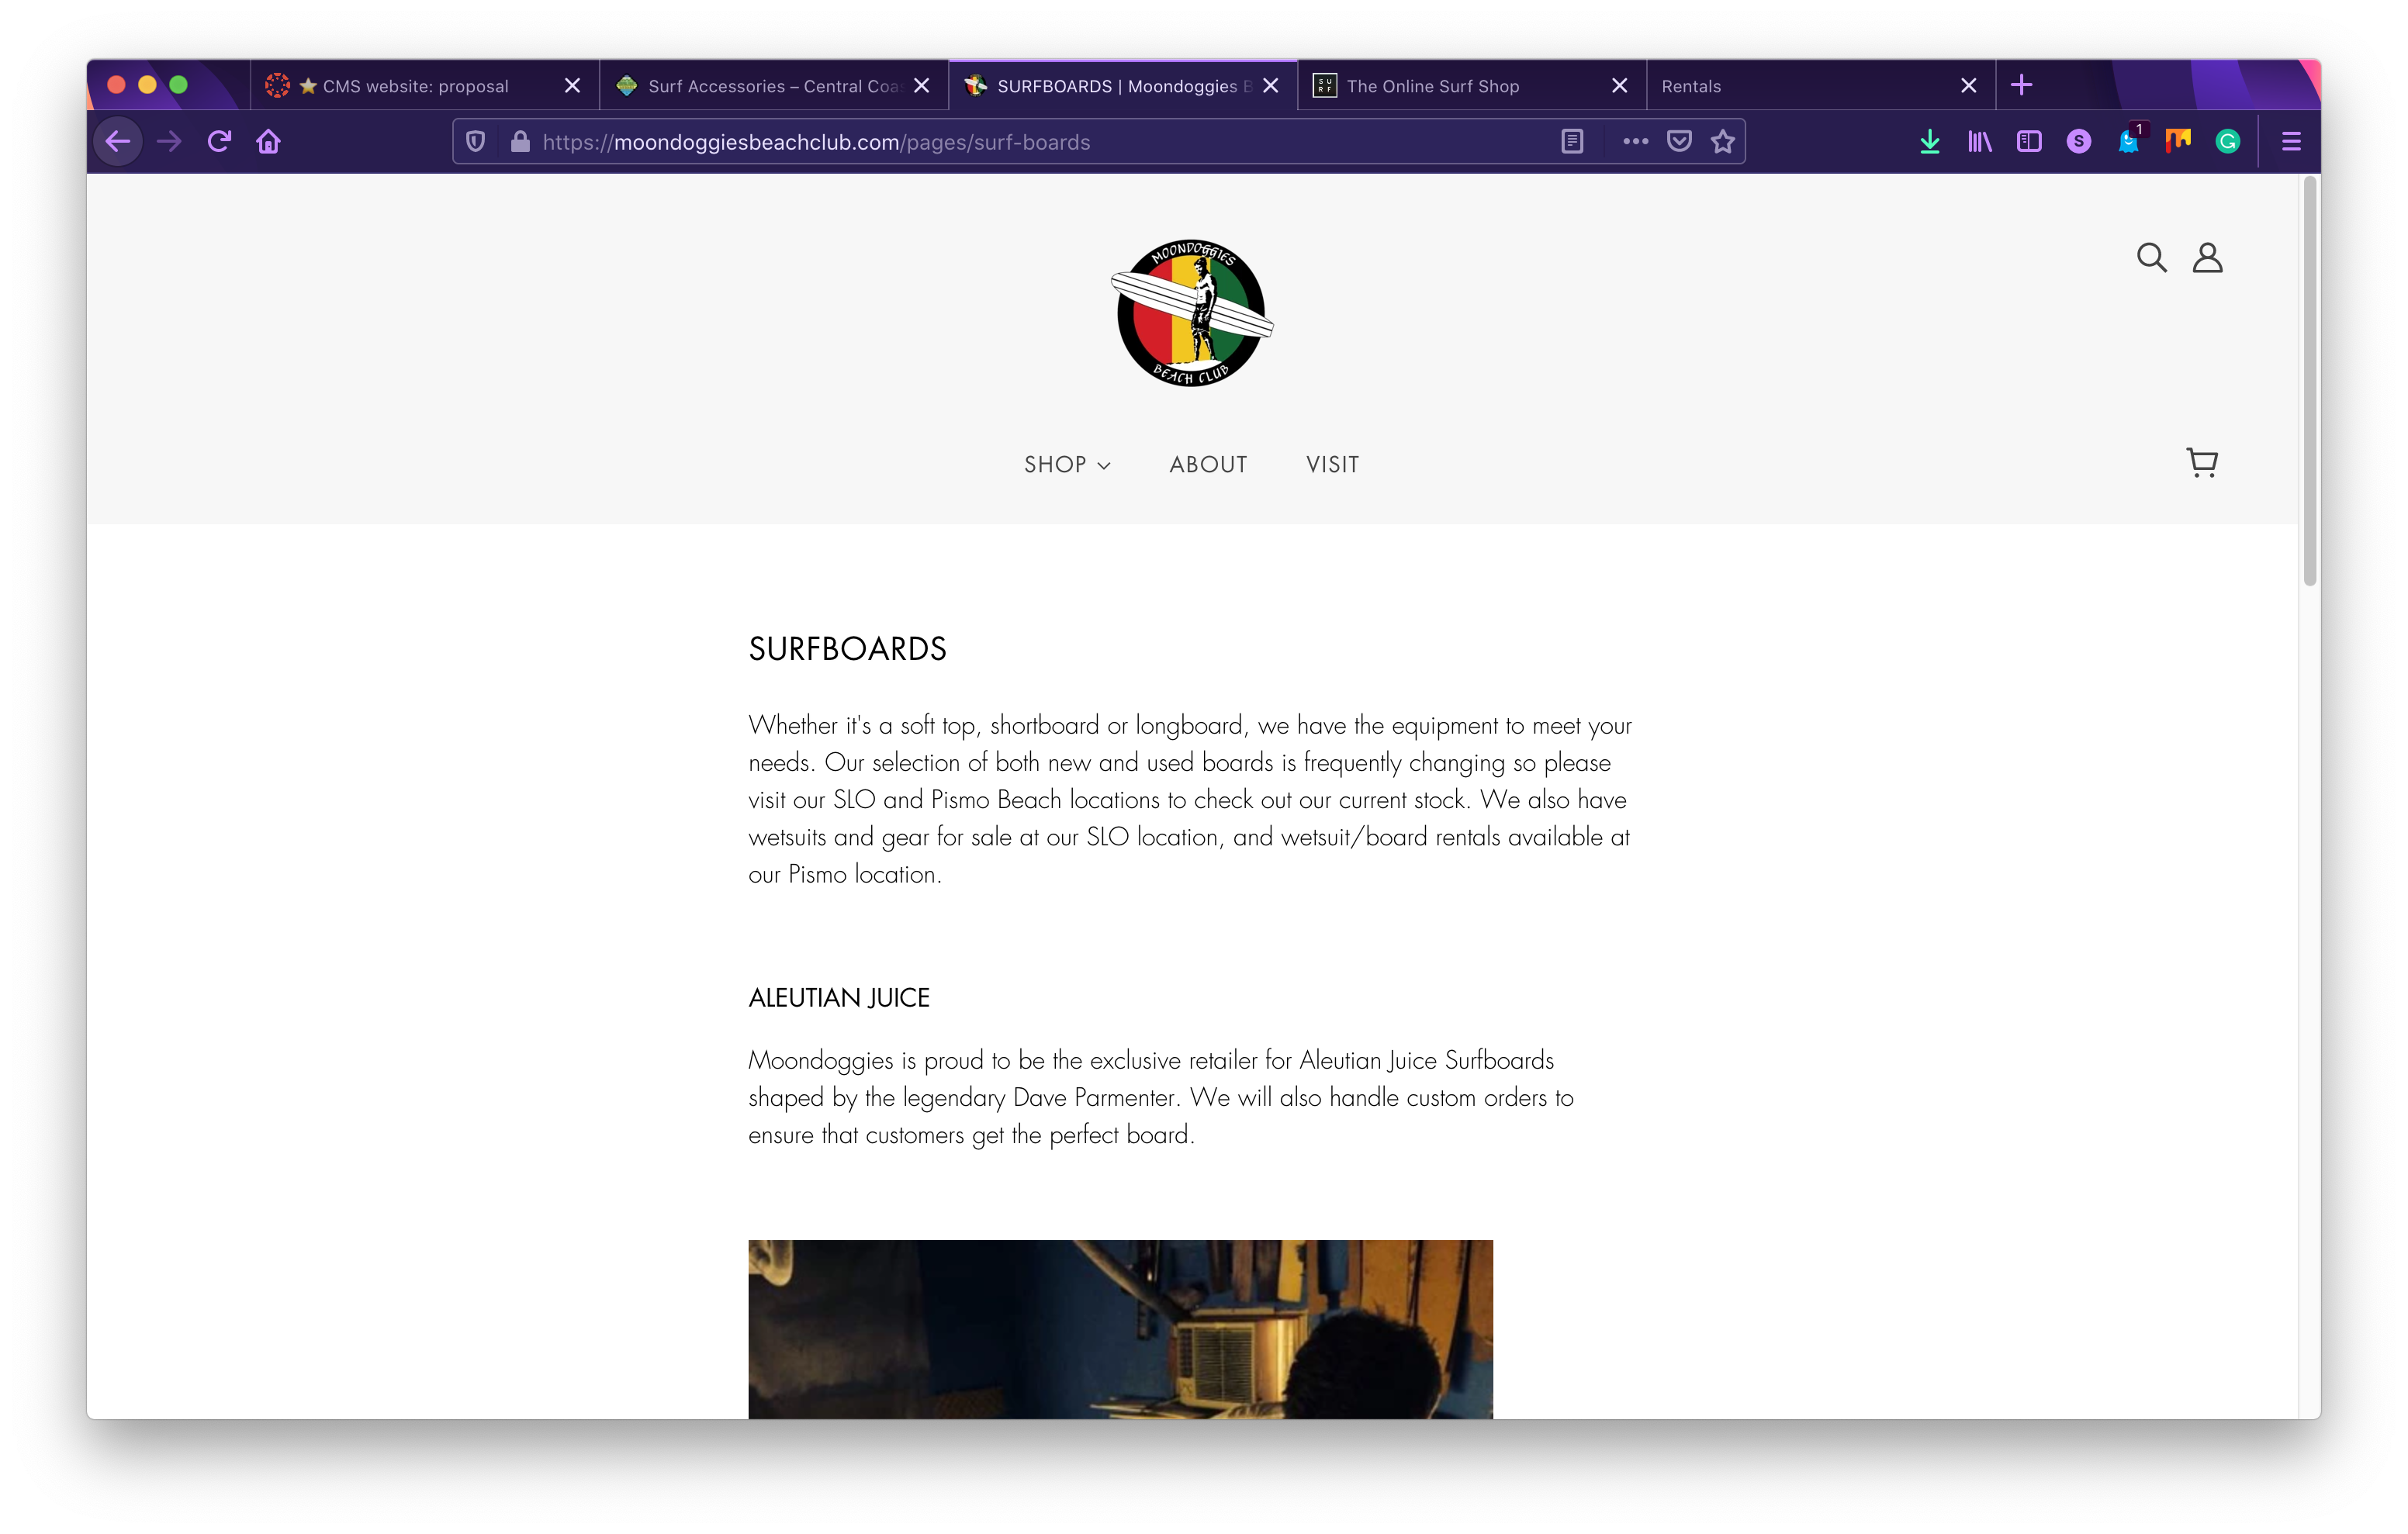 CMS website: proposal
Surf Accessories – Central Coa
SURFBOARDS | Moondoggies B
The Online Surf Shop
Rentals
https://moondoggiesbeachclub.com/pages/surf-boards
1
S
MOONDOGGIES
BEACH CLUB
SHOP
ABOUT
VISIT
SURFBOARDS
Whether it's a soft top, shortboard or longboard, we have the equipment to meet your
needs. Our selection of both new and used boards is frequently changing so please
visit our SLO and Pismo Beach locations to check out our current stock. We also have
wetsuits and gear for sale at our SLO location, and wetsuit/board rentals available at
our Pismo location.
ALEUTIAN JUICE
Moondoggies is proud to be the exclusive retailer for Aleutian Juice Surfboards
shaped by the legendary Dave Parmenter. We will also handle custom orders to
ensure that customers get the perfect board.